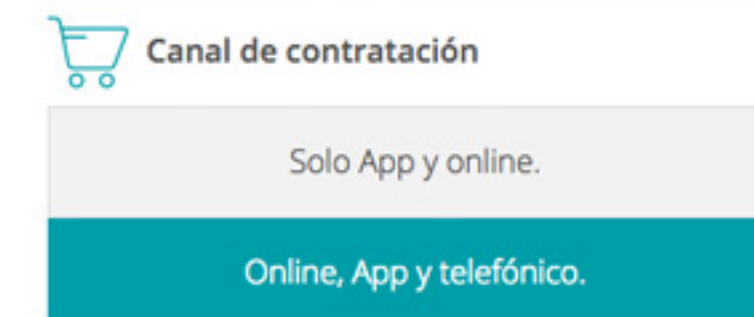 Canal de contratación
Solo App y online.
Online, App y telefónico.